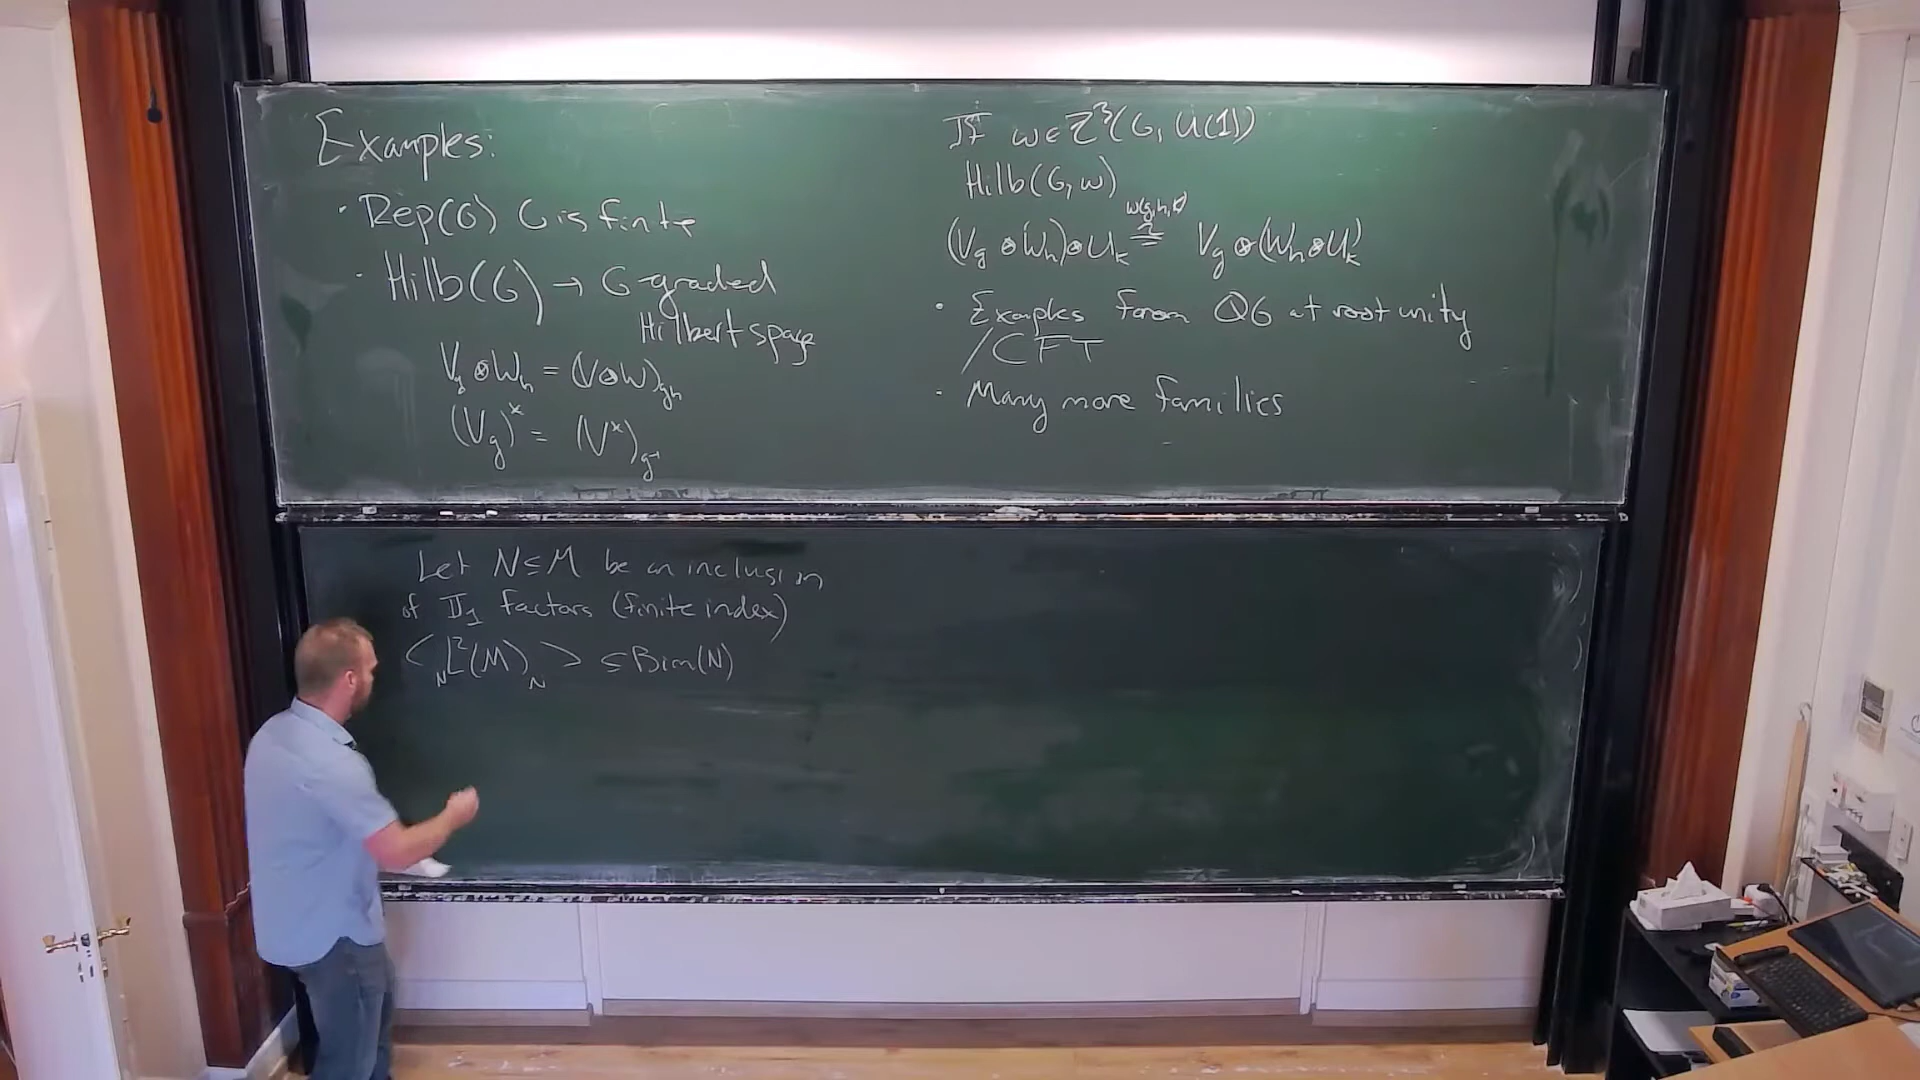 Examples:
· Rep(G) G is finite
· Hilb(G) → G-graded
Hilbert space
V_g ⊗ W_h = (V⊗W)_gh
(V_g)* = (V*)_g⁻¹
If ω ∈ Z³(G, U(1))
Hilb(G, ω)
ω(g,h,k)
(V_g ⊗ W_h) ⊗ U_k ≅ V_g ⊗ (W_h ⊗ U_k)
· Examples from QG at root unity
/CFT
· Many more families
Let N ⊆ M be an inclusion
of II₁ factors (finite index)
⟨ _N L²(M)_N ⟩ ⊆ Bim(N)